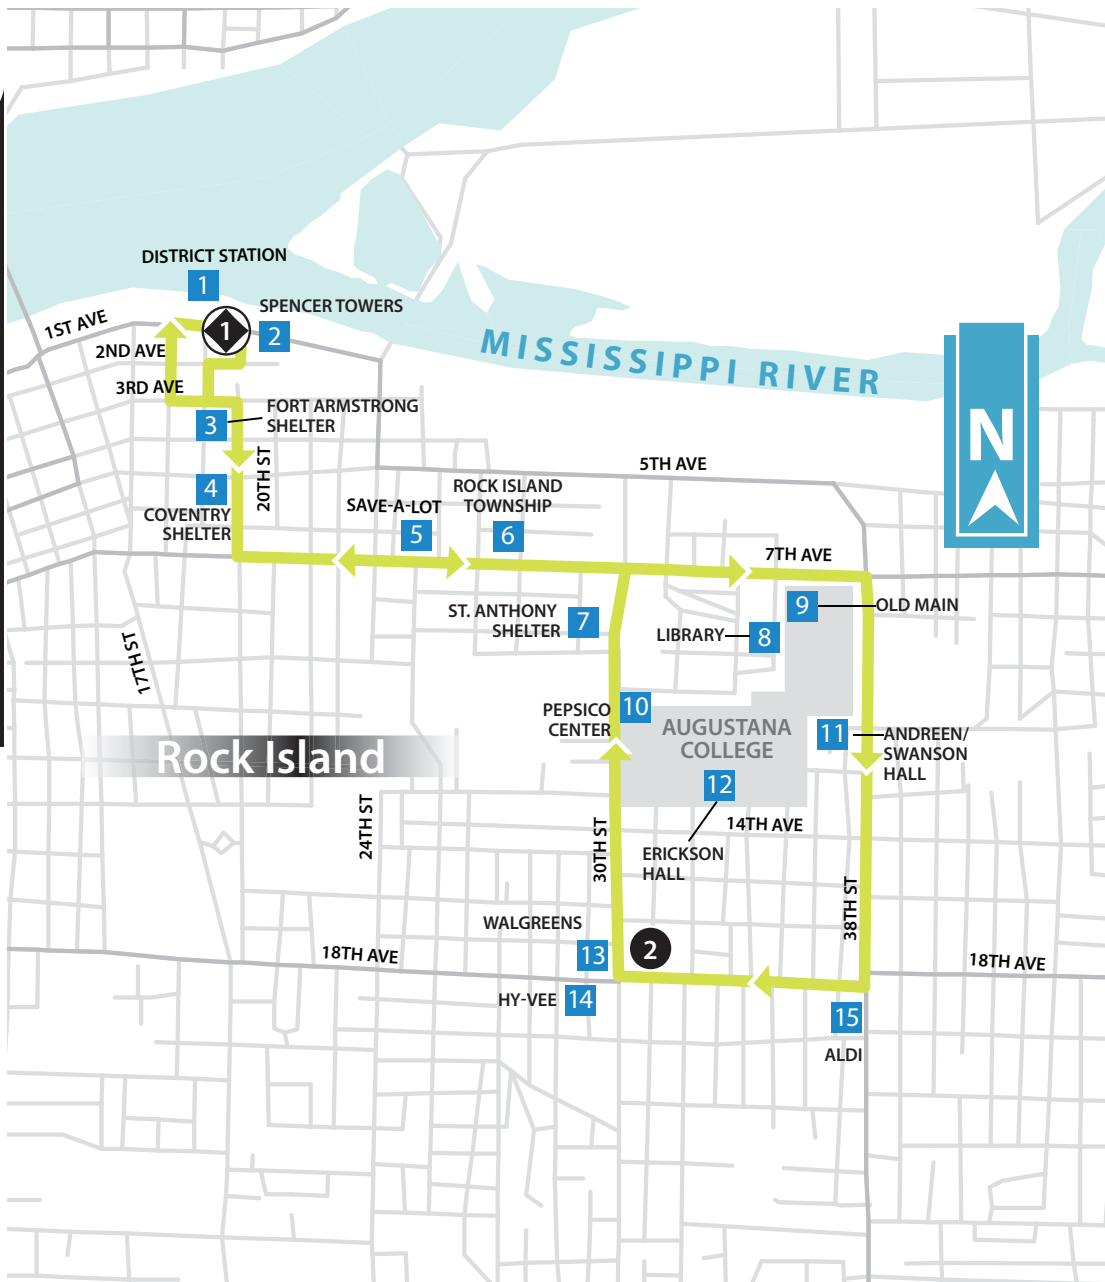 DISTRICT STATION
1
SPENCER TOWERS
1
2
1ST AVE
2ND AVE
3RD AVE
MISSISSIPPI RIVER
N
FORT ARMSTRONG
SHELTER
3
20TH ST
4
COVENTRY
SHELTER
5TH AVE
SAVE-A-LOT
5
ROCK ISLAND
TOWNSHIP
6
7TH AVE
ST. ANTHONY
SHELTER
7
LIBRARY
8
9
OLD MAIN
17TH ST
PEPSICO
CENTER
10
AUGUSTANA
COLLEGE
11
ANDREEN/
SWANSON
HALL
Rock Island
12
14TH AVE
ERICKSON
HALL
24TH ST
30TH ST
38TH ST
WALGREENS
13
2
18TH AVE
18TH AVE
HY-VEE
14
15
ALDI